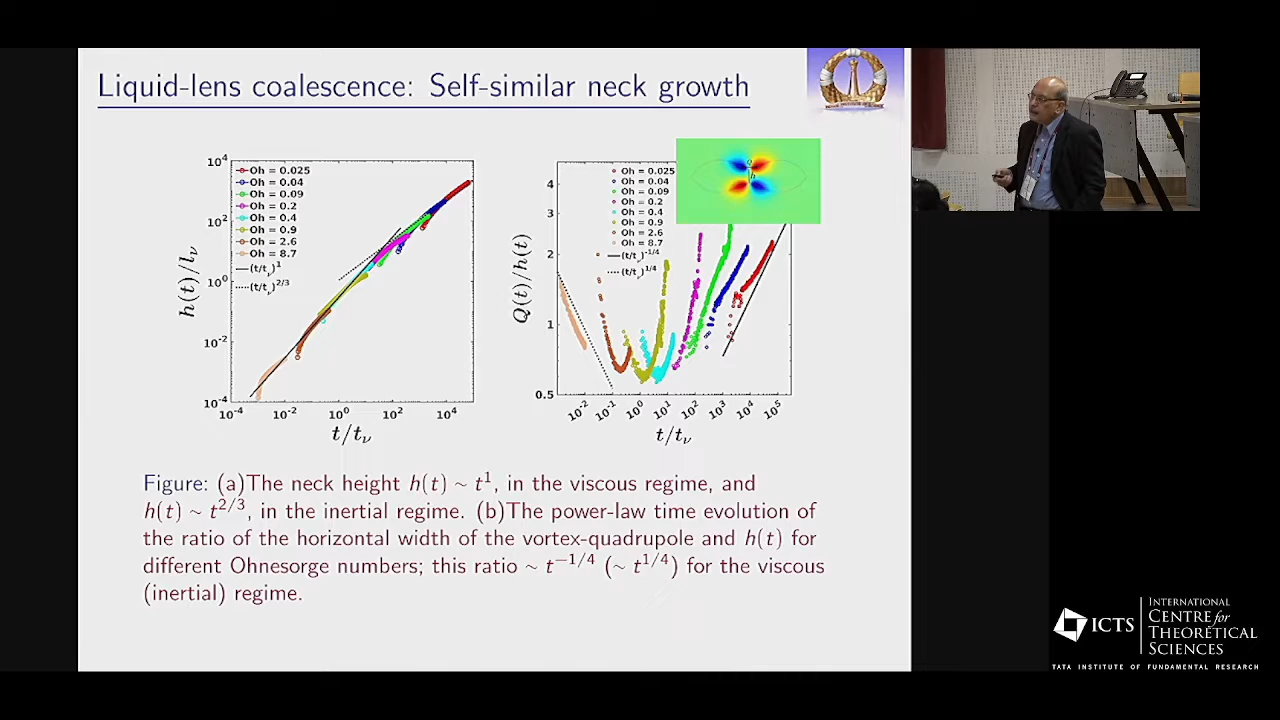 Liquid-lens coalescence: Self-similar neck growth
h(t)/l_ν
10^4
10^2
10^0
10^-2
10^-4
Oh = 0.025
Oh = 0.04
Oh = 0.09
Oh = 0.2
Oh = 0.4
Oh = 0.9
Oh = 2.6
Oh = 8.7
(t/t_ν)^1
(t/t_ν)^2/3
10^-4 10^-2 10^0 10^2 10^4
t/t_ν
Q(t)/h(t)
4
3
2
1
0.5
Oh = 0.025
Oh = 0.04
Oh = 0.09
Oh = 0.2
Oh = 0.4
Oh = 0.9
Oh = 2.6
Oh = 8.7
(t/t_ν)^-1/4
(t/t_ν)^1/4
Q
h
10^-2 10^-1 10^0 10^1 10^2 10^3 10^4 10^5
t/t_ν
Figure: (a)The neck height h(t) ~ t^1, in the viscous regime, and
h(t) ~ t^2/3, in the inertial regime. (b)The power-law time evolution of
the ratio of the horizontal width of the vortex-quadrupole and h(t) for
different Ohnesorge numbers; this ratio ~ t^-1/4 (~ t^1/4) for the viscous
(inertial) regime.
ICTS
INTERNATIONAL
CENTRE for
THEORETICAL
SCIENCES
TATA INSTITUTE OF FUNDAMENTAL RESEARCH